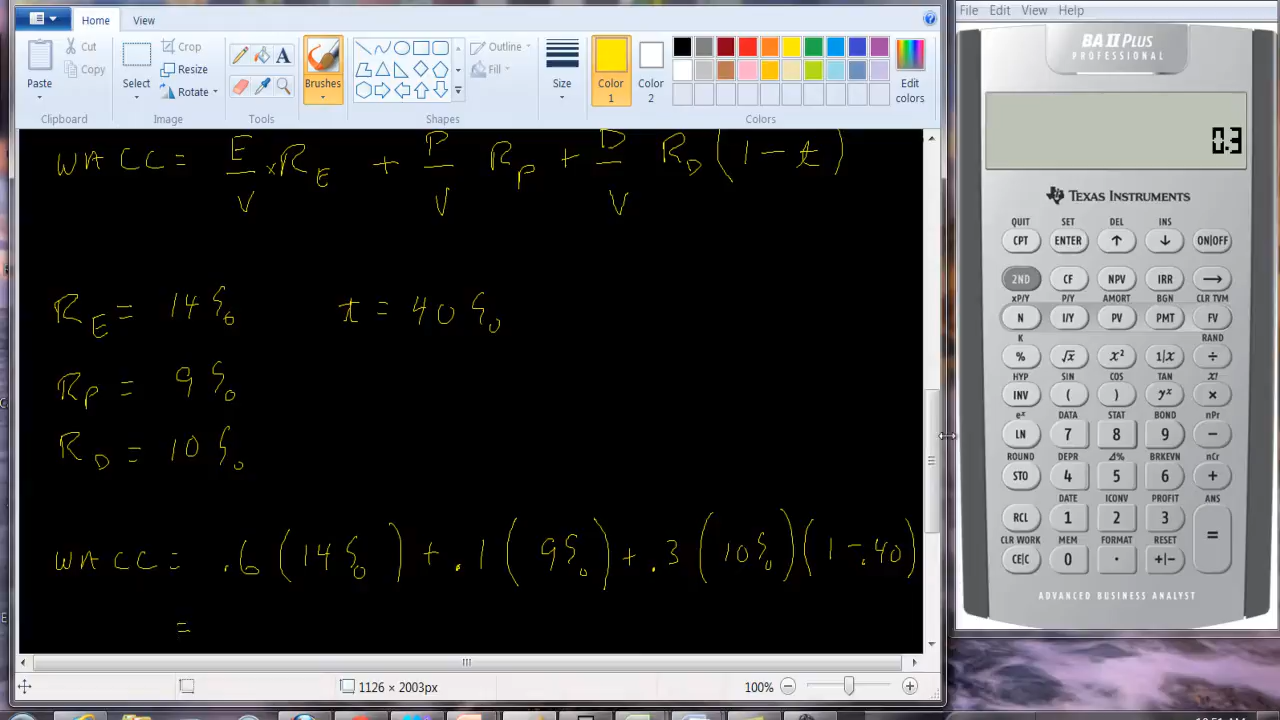 Home View
File Edit View Help
Cut
Copy
Paste
Clipboard
Select
Crop
Resize
Rotate
Image
A
Tools
Brushes
Outline
Fill
Shapes
Size
Color 1
Color 2
Edit colors
Colors
WACC = E/V × R_E + P/V R_P + D/V R_D (1 - t)
R_E = 14% t = 40%
R_P = 9%
R_D = 10%
WACC = .6 (14%) + .1 (9%) + .3 (10%) (1 - .40)
=
1126 × 2003px
100%
BA II PLUS
PROFESSIONAL
0.3
TEXAS INSTRUMENTS
QUIT SET DEL INS
CPT ENTER ↑ ↓ ON|OFF
2ND CF NPV IRR →
xP/Y P/Y AMORT BGN CLR TVM
N I/Y PV PMT FV
K RAND
% √x x² 1/x ÷
HYP SIN COS TAN x!
INV ( ) yˣ ×
eˣ DATA STAT BOND nPr
LN 7 8 9 −
ROUND DEPR Δ% BRKEVN nCr
STO 4 5 6 +
DATE ICONV PROFIT ANS
RCL 1 2 3 =
CLR WORK MEM FORMAT RESET
CE|C 0 . +|−
ADVANCED BUSINESS ANALYST